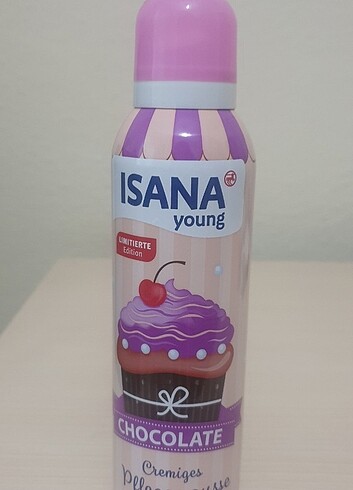 ISANA
young
LIMITIERTE
Edition
CHOCOLATE
Cremiges